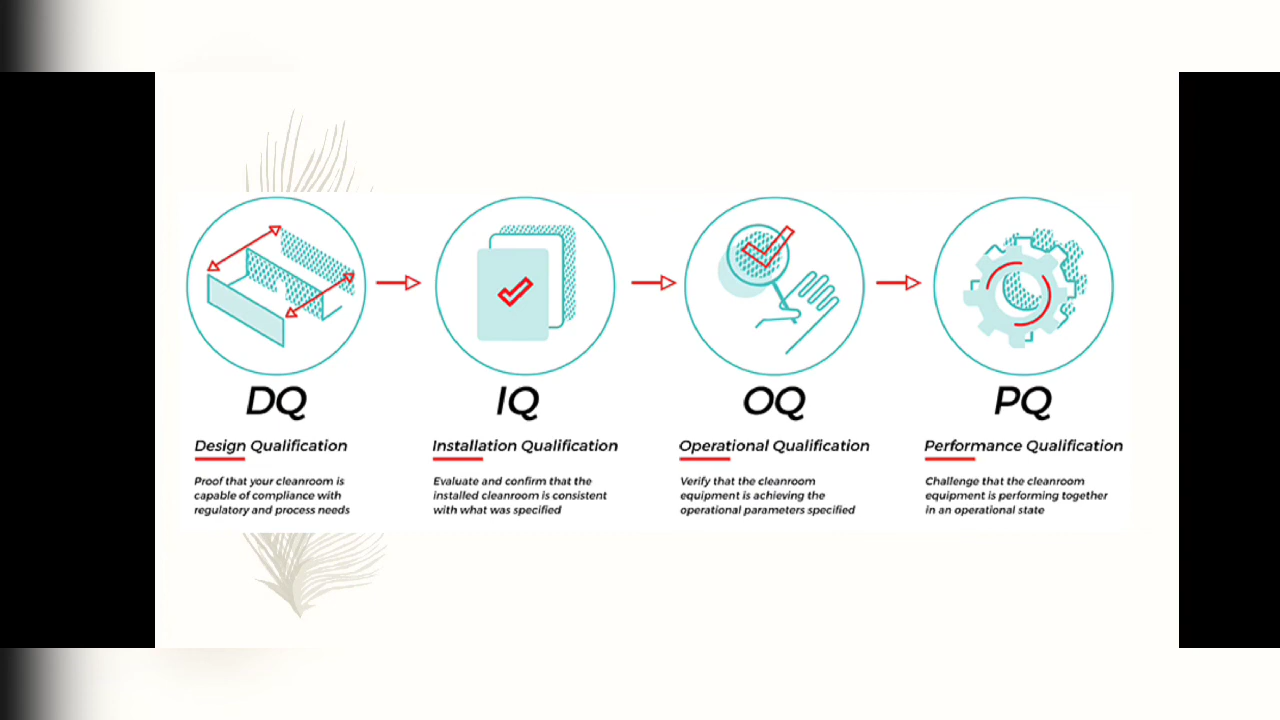 DQ
Design Qualification
Proof that your cleanroom is
capable of compliance with
regulatory and process needs
IQ
Installation Qualification
Evaluate and confirm that the
installed cleanroom is consistent
with what was specified
OQ
Operational Qualification
Verify that the cleanroom
equipment is achieving the
operational parameters specified
PQ
Performance Qualification
Challenge that the cleanroom
equipment is performing together
in an operational state